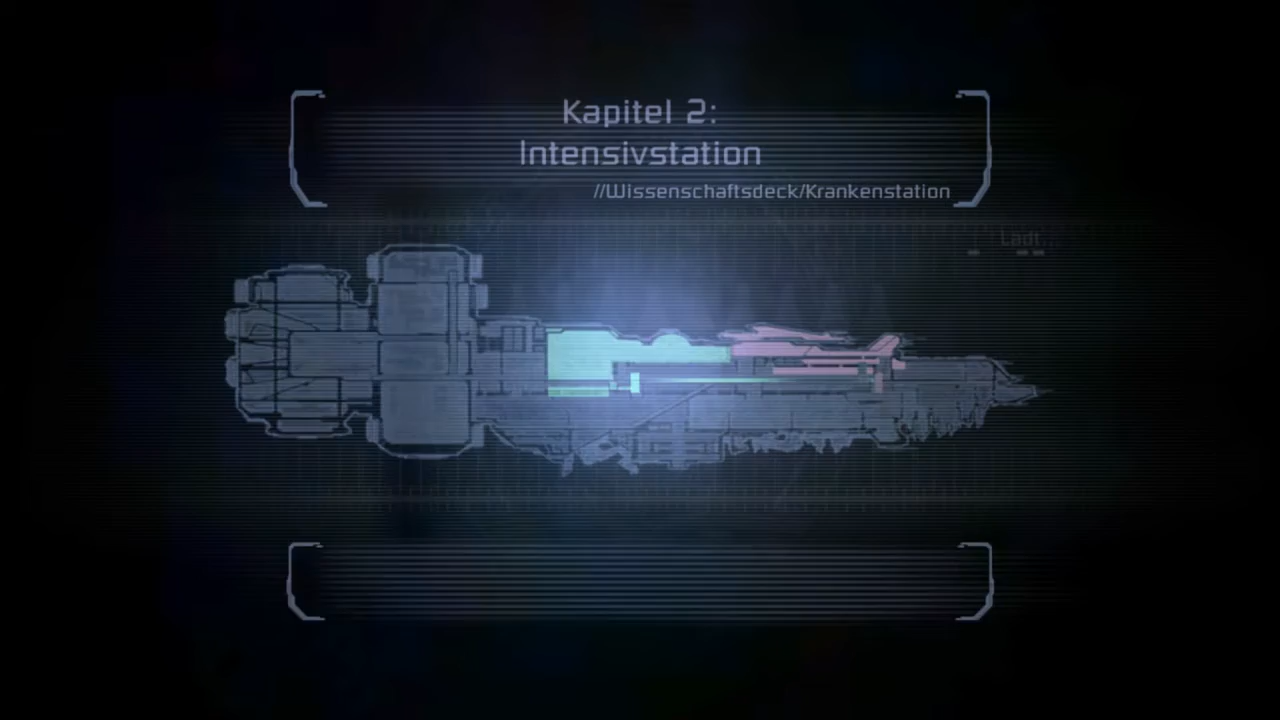 Kapitel 2:
Intensivstation
//Wissenschaftsdeck/Krankenstation
Lädt...